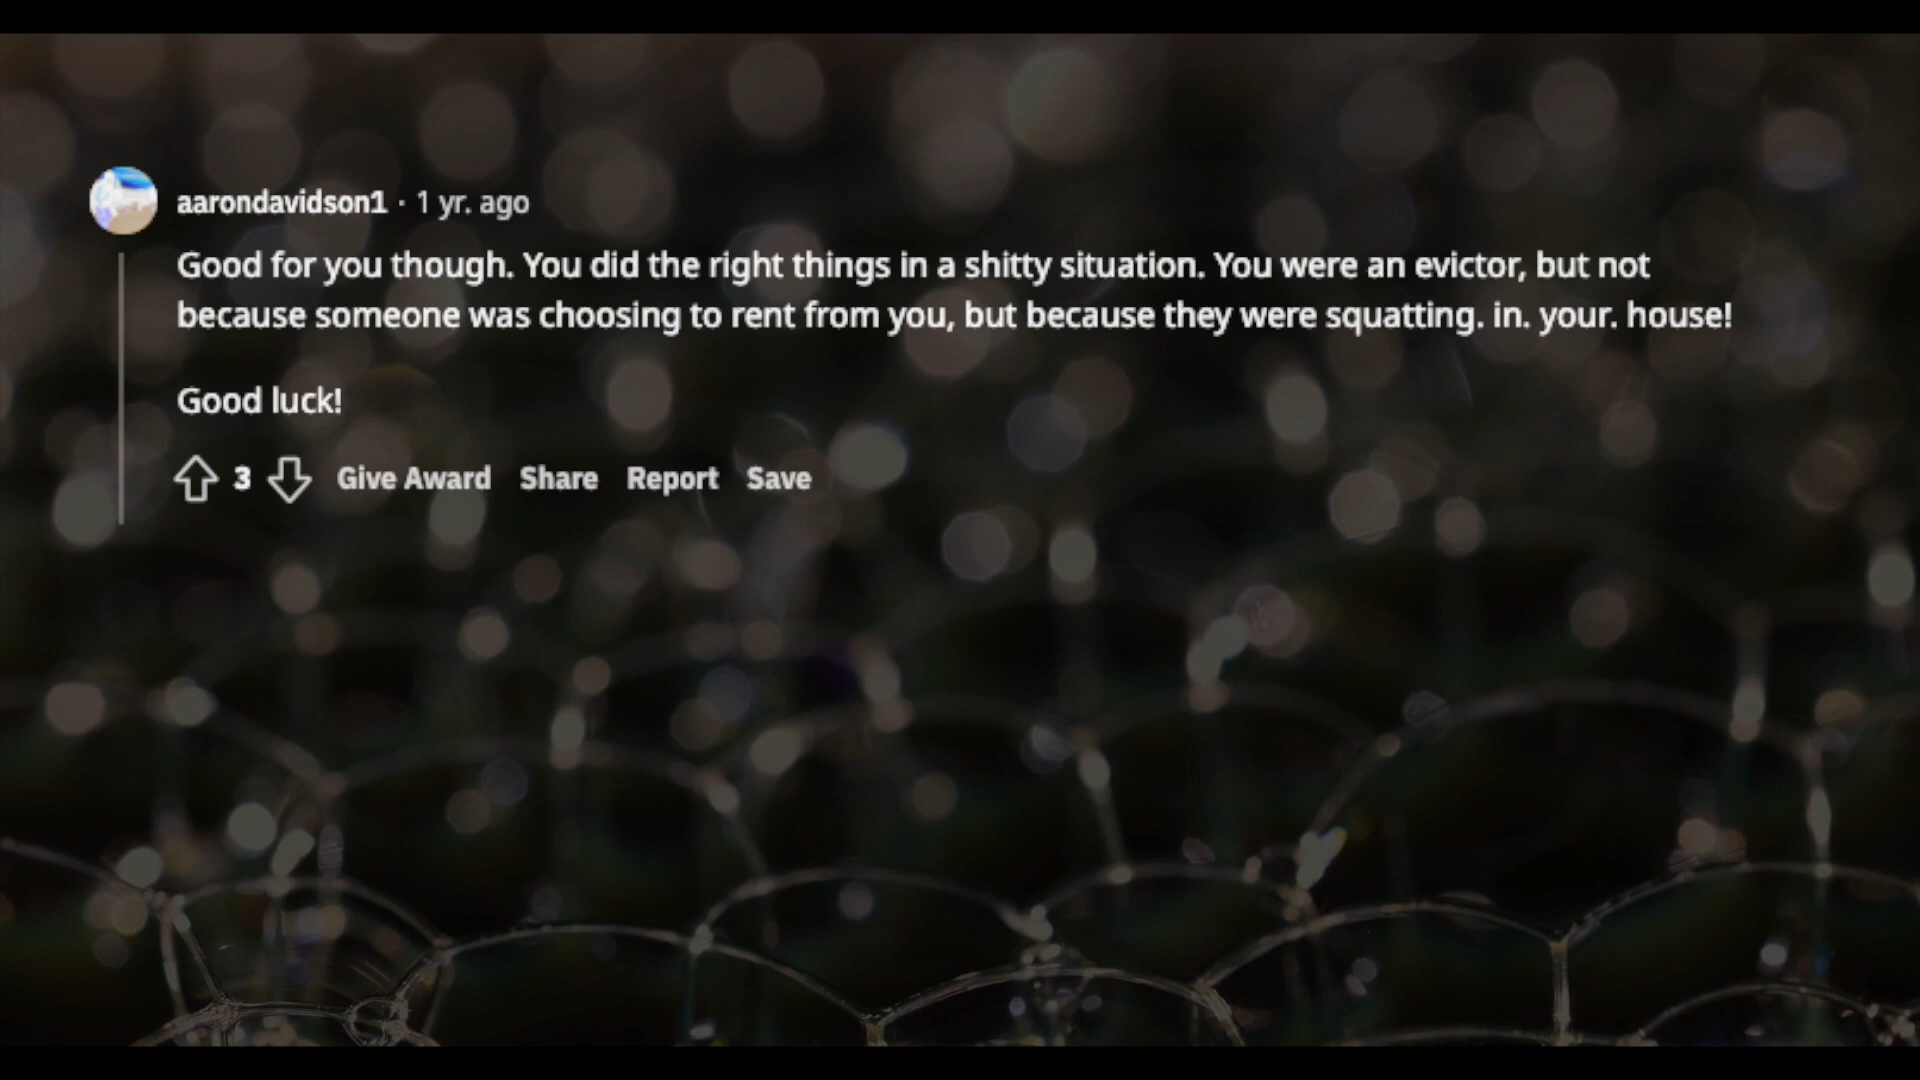 aarondavidson1 · 1 yr. ago
Good for you though. You did the right things in a shitty situation. You were an evictor, but not
because someone was choosing to rent from you, but because they were squatting. in. your. house!
Good luck!
3 Give Award Share Report Save